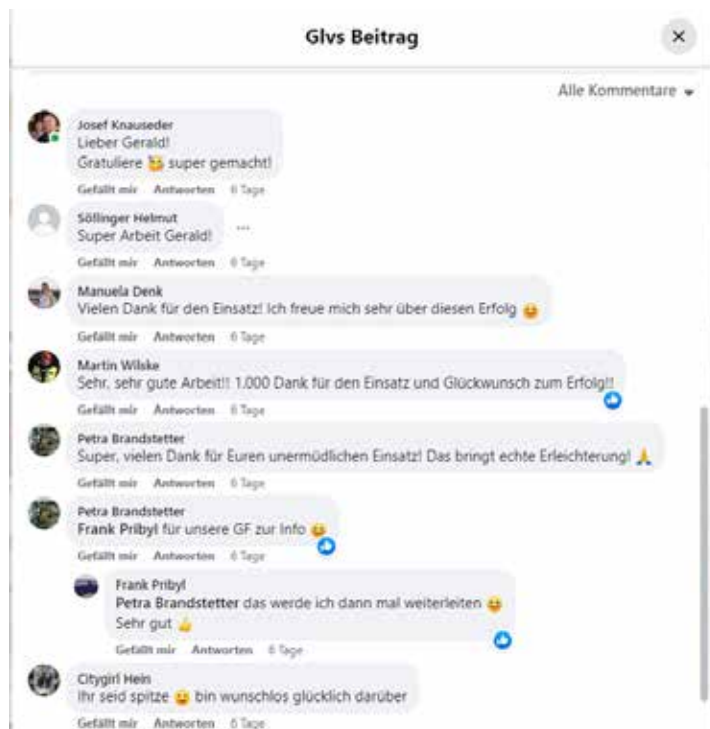 Glvs Beitrag
Alle Kommentare
Josef Knauseder
Lieber Gerald!
Gratuliere 🥳 super gemacht!
Gefällt mir Antworten 6 Tage
Söllinger Helmut
Super Arbeit Gerald!
Gefällt mir Antworten 6 Tage
Manuela Denk
Vielen Dank für den Einsatz! Ich freue mich sehr über diesen Erfolg 😃
Gefällt mir Antworten 6 Tage
Martin Wilske
Sehr, sehr gute Arbeit!! 1.000 Dank für den Einsatz und Glückwunsch zum Erfolg!!
Gefällt mir Antworten 6 Tage
Petra Brandstetter
Super, vielen Dank für Euren unermüdlichen Einsatz! Das bringt echte Erleichterung! 🙏
Gefällt mir Antworten 6 Tage
Petra Brandstetter
Frank Pribyl für unsere GF zur Info 😃
Gefällt mir Antworten 6 Tage
Frank Pribyl
Petra Brandstetter das werde ich dann mal weiterleiten 😃
Sehr gut 👍
Gefällt mir Antworten 6 Tage
Citygirl Hein
Ihr seid spitze 😃 bin wunschlos glücklich darüber
Gefällt mir Antworten 6 Tage